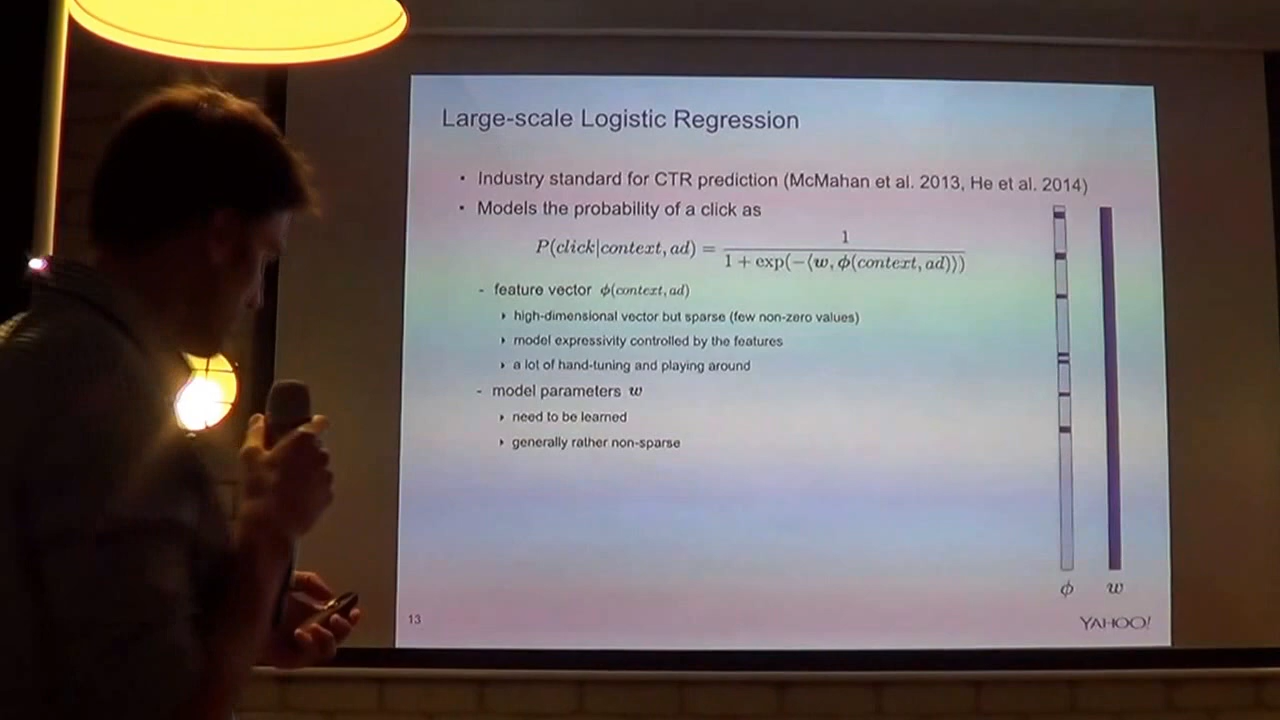 Large-scale Logistic Regression
• Industry standard for CTR prediction (McMahan et al. 2013, He et al. 2014)
• Models the probability of a click as
P(click|context, ad) = 1 / (1 + exp(−⟨w, ϕ(context, ad)⟩))
- feature vector ϕ(context, ad)
‣ high-dimensional vector but sparse (few non-zero values)
‣ model expressivity controlled by the features
‣ a lot of hand-tuning and playing around
- model parameters w
‣ need to be learned
‣ generally rather non-sparse
ϕ w
13
YAHOO!